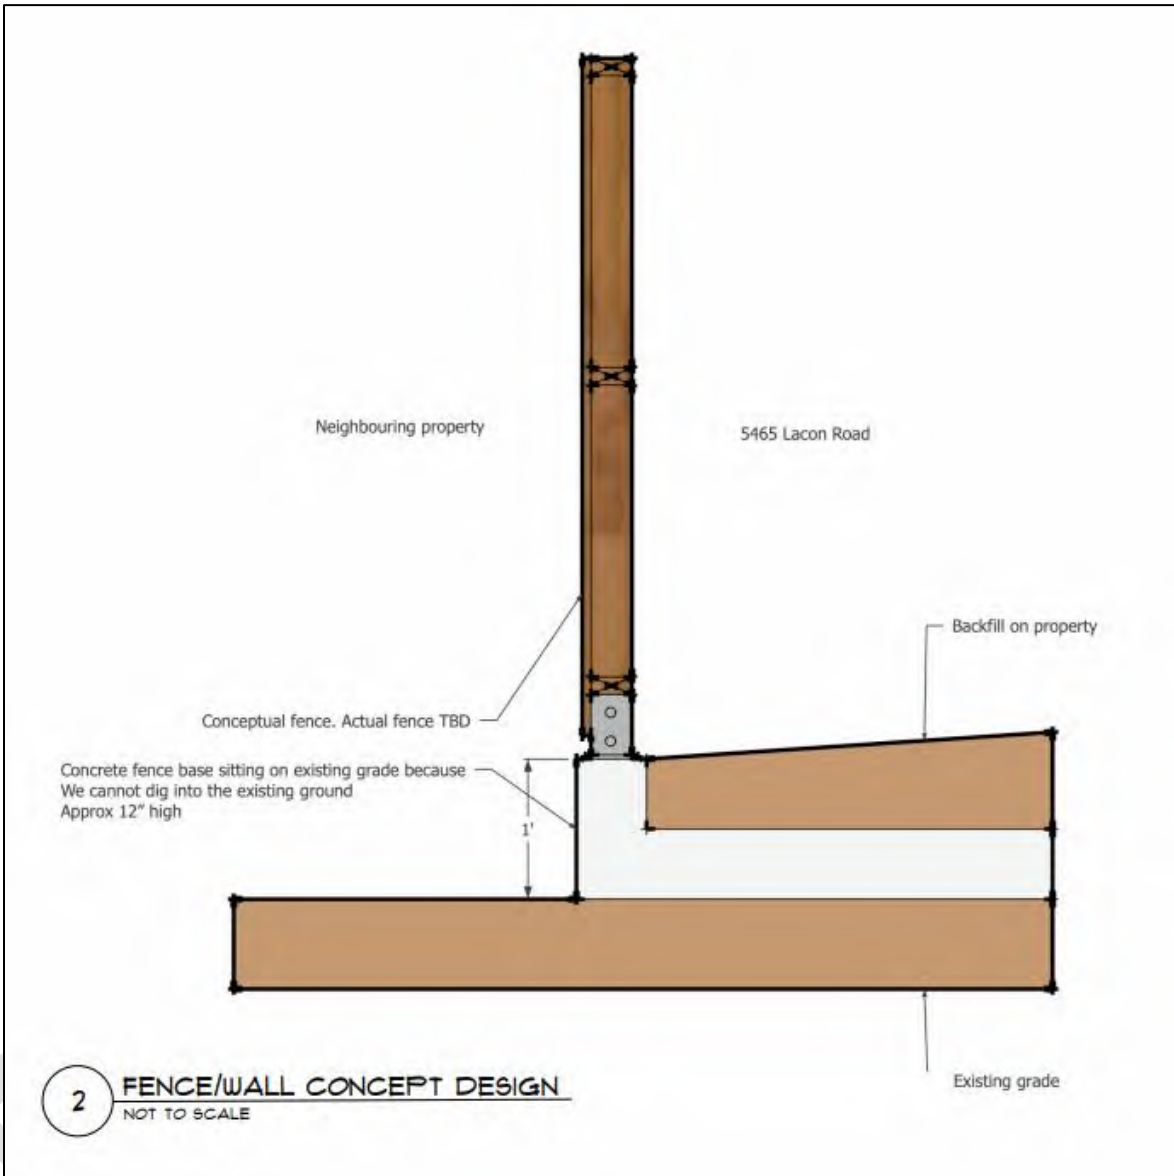 Neighbouring property
5465 Lacon Road
Backfill on property
Conceptual fence. Actual fence TBD
Concrete fence base sitting on existing grade because
We cannot dig into the existing ground
Approx 12" high
1'
Existing grade
2
FENCE/WALL CONCEPT DESIGN
NOT TO SCALE